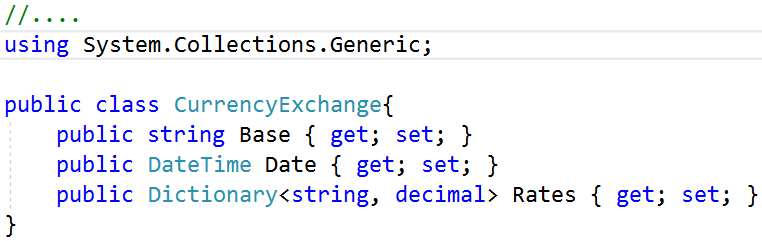 //....
using System.Collections.Generic;
public class CurrencyExchange{
    public string Base { get; set; }
    public DateTime Date { get; set; }
    public Dictionary<string, decimal> Rates { get; set; }
}